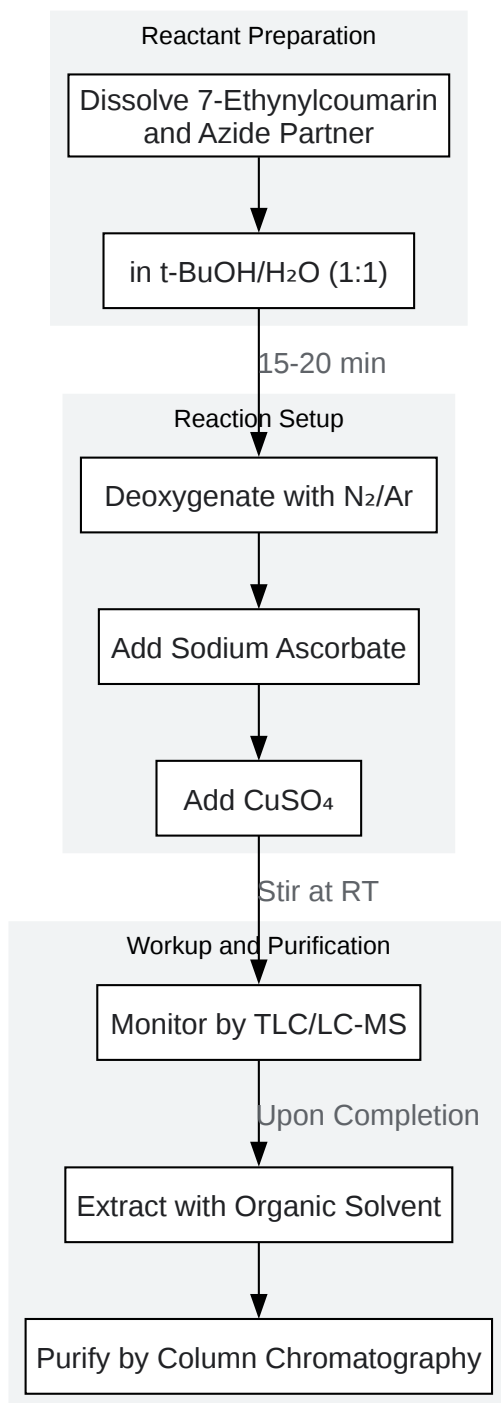 Reactant Preparation
Dissolve 7-Ethynylcoumarin
and Azide Partner
in t-BuOH/H₂O (1:1)
15-20 min
Reaction Setup
Deoxygenate with N₂/Ar
Add Sodium Ascorbate
Add CuSO₄
Stir at RT
Workup and Purification
Monitor by TLC/LC-MS
Upon Completion
Extract with Organic Solvent
Purify by Column Chromatography